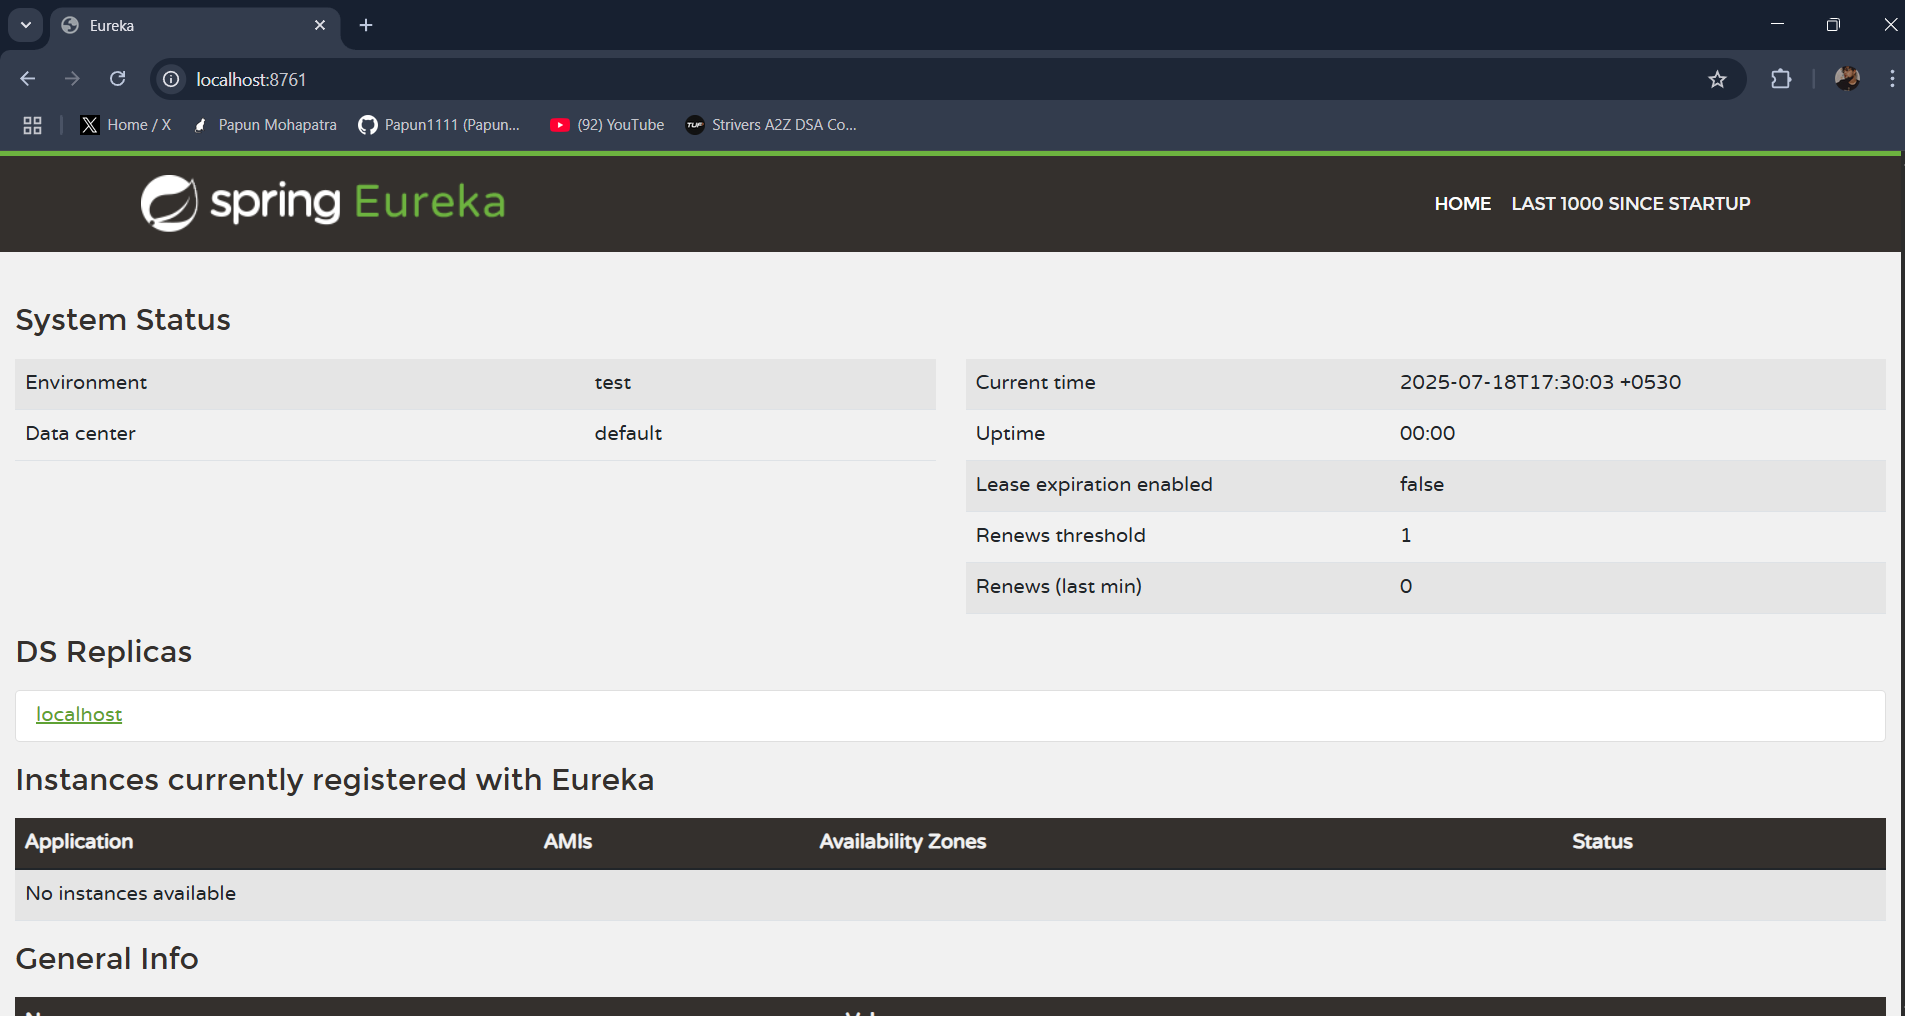 Eureka
localhost:8761
Home / X
Papun Mohapatra
Papun1111 (Papun...
(92) YouTube
TUF
Strivers A2Z DSA Co...
spring Eureka
HOME
LAST 1000 SINCE STARTUP
System Status
Environment test
Data center default
Current time 2025-07-18T17:30:03 +0530
Uptime 00:00
Lease expiration enabled false
Renews threshold 1
Renews (last min) 0
DS Replicas
localhost
Instances currently registered with Eureka
Application AMIs Availability Zones Status
No instances available
General Info